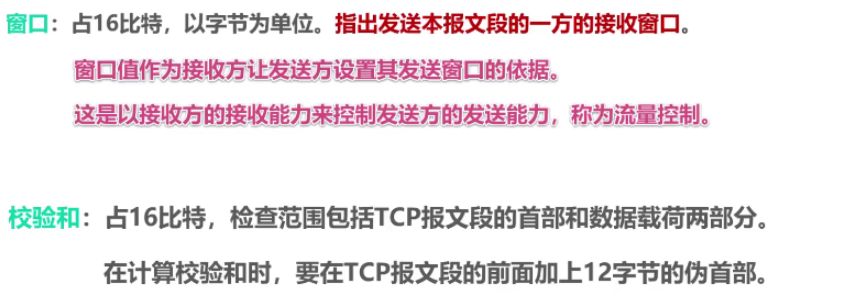 窗口：占16比特，以字节为单位。指出发送本报文段的一方的接收窗口。
窗口值作为接收方让发送方设置其发送窗口的依据。
这是以接收方的接收能力来控制发送方的发送能力，称为流量控制。
校验和：占16比特，检查范围包括TCP报文段的首部和数据载荷两部分。
在计算校验和时，要在TCP报文段的前面加上12字节的伪首部。